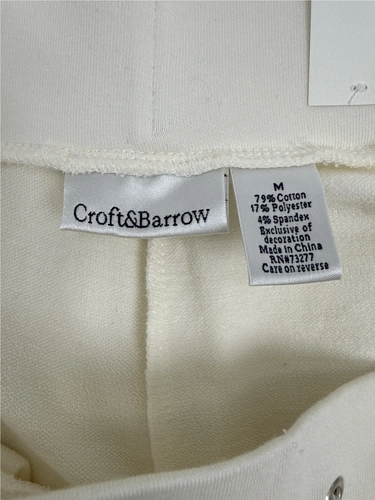 Croft&Barrow
M
79% Cotton
17% Polyester
4% Spandex
Exclusive of
decoration
Made in China
RN#73277
Care on reverse